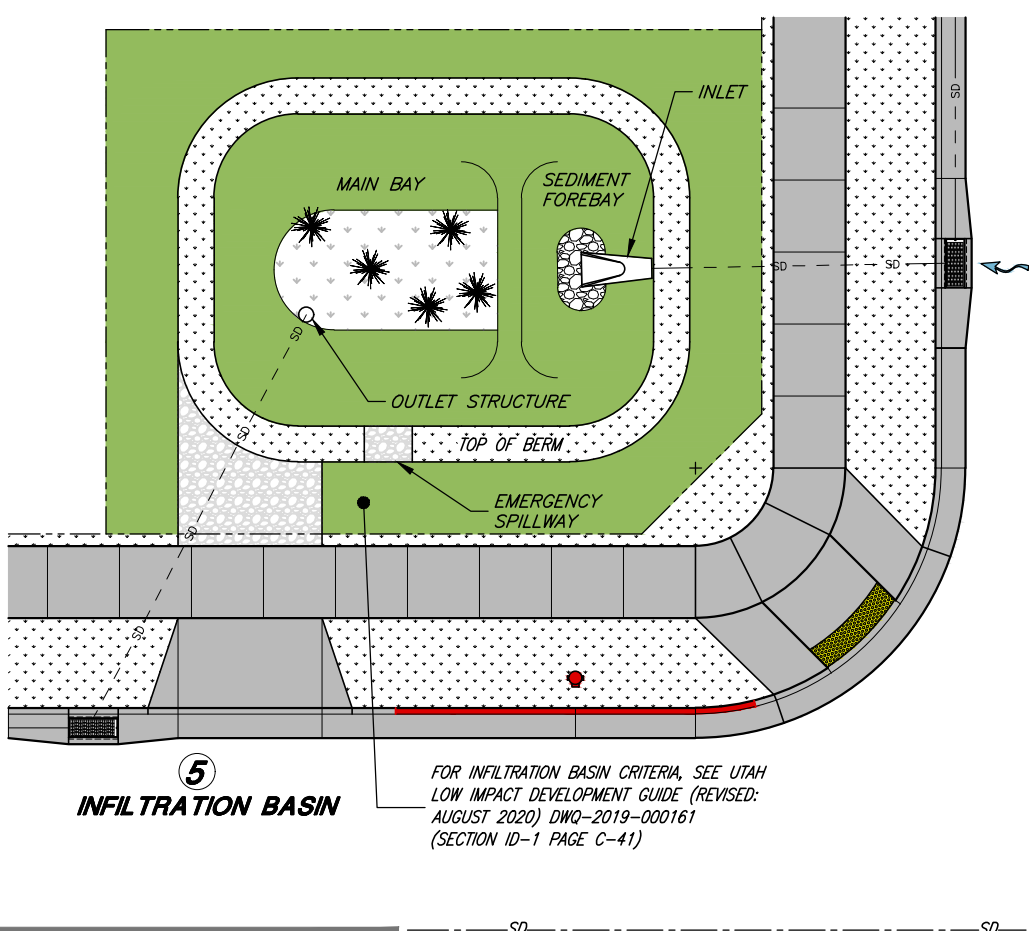 INLET
SD
MAIN BAY
SEDIMENT
FOREBAY
SD
SD
SD
OUTLET STRUCTURE
SD
TOP OF BERM
EMERGENCY
SPILLWAY
SD
SD
5
INFILTRATION BASIN
FOR INFILTRATION BASIN CRITERIA, SEE UTAH
LOW IMPACT DEVELOPMENT GUIDE (REVISED:
AUGUST 2020) DWQ-2019-000161
(SECTION ID-1 PAGE C-41)
SD
SD